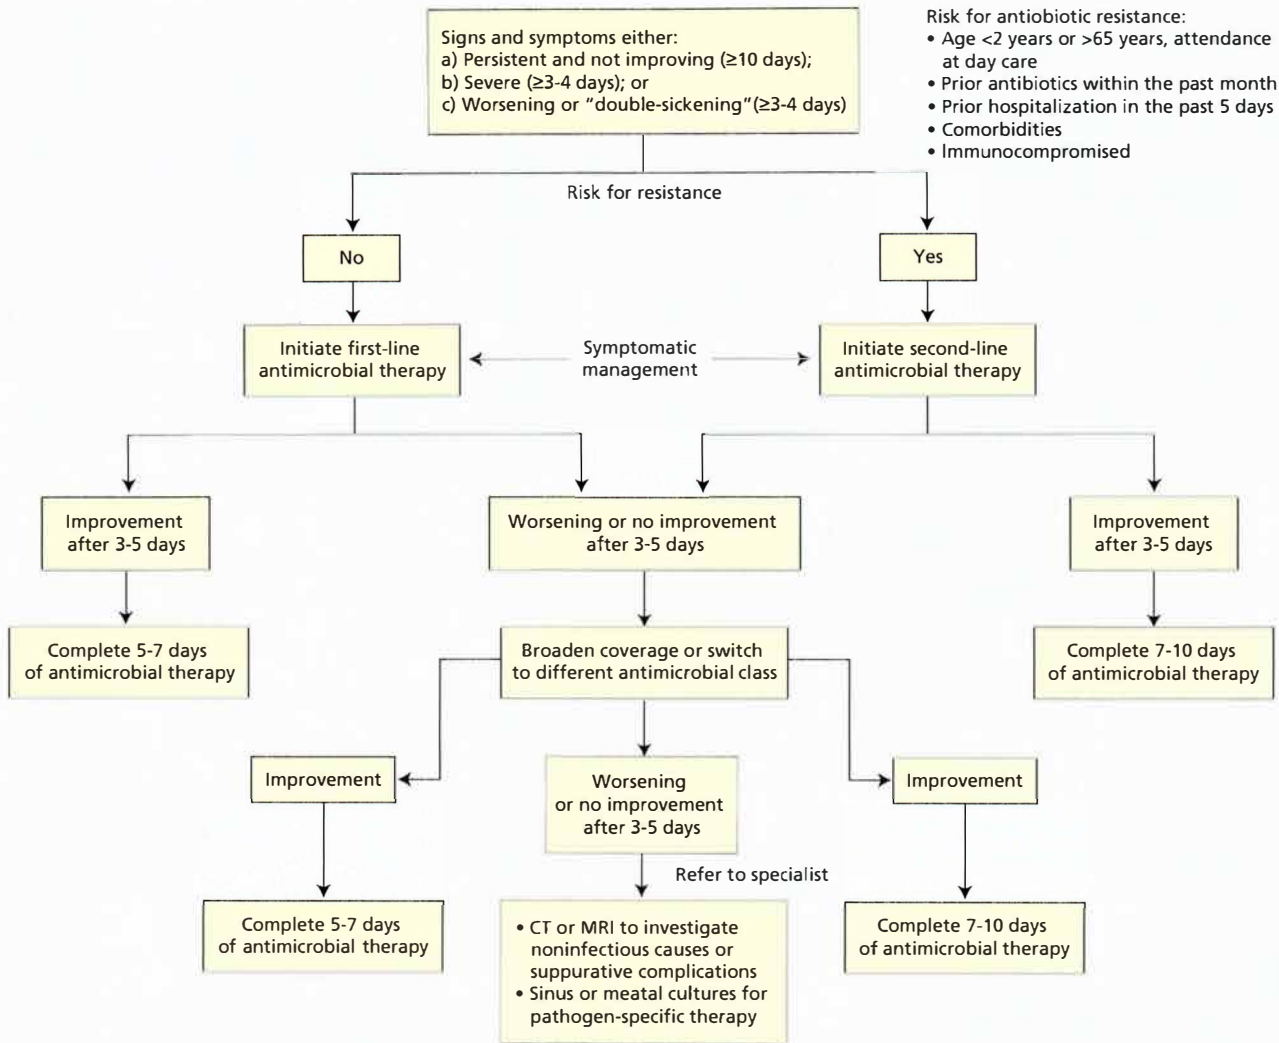 Signs and symptoms either:
a) Persistent and not improving (≥10 days);
b) Severe (≥3-4 days); or
c) Worsening or “double-sickening” (≥3-4 days)
Risk for antiobiotic resistance:
• Age <2 years or >65 years, attendance
at day care
• Prior antibiotics within the past month
• Prior hospitalization in the past 5 days
• Comorbidities
• Immunocompromised
Risk for resistance
No
Yes
Initiate first-line
antimicrobial therapy
Symptomatic
management
Initiate second-line
antimicrobial therapy
Improvement
after 3-5 days
Worsening or no improvement
after 3-5 days
Improvement
after 3-5 days
Complete 5-7 days
of antimicrobial therapy
Broaden coverage or switch
to different antimicrobial class
Complete 7-10 days
of antimicrobial therapy
Improvement
Worsening
or no improvement
after 3-5 days
Improvement
Refer to specialist
Complete 5-7 days
of antimicrobial therapy
• CT or MRI to investigate
noninfectious causes or
suppurative complications
• Sinus or meatal cultures for
pathogen-specific therapy
Complete 7-10 days
of antimicrobial therapy